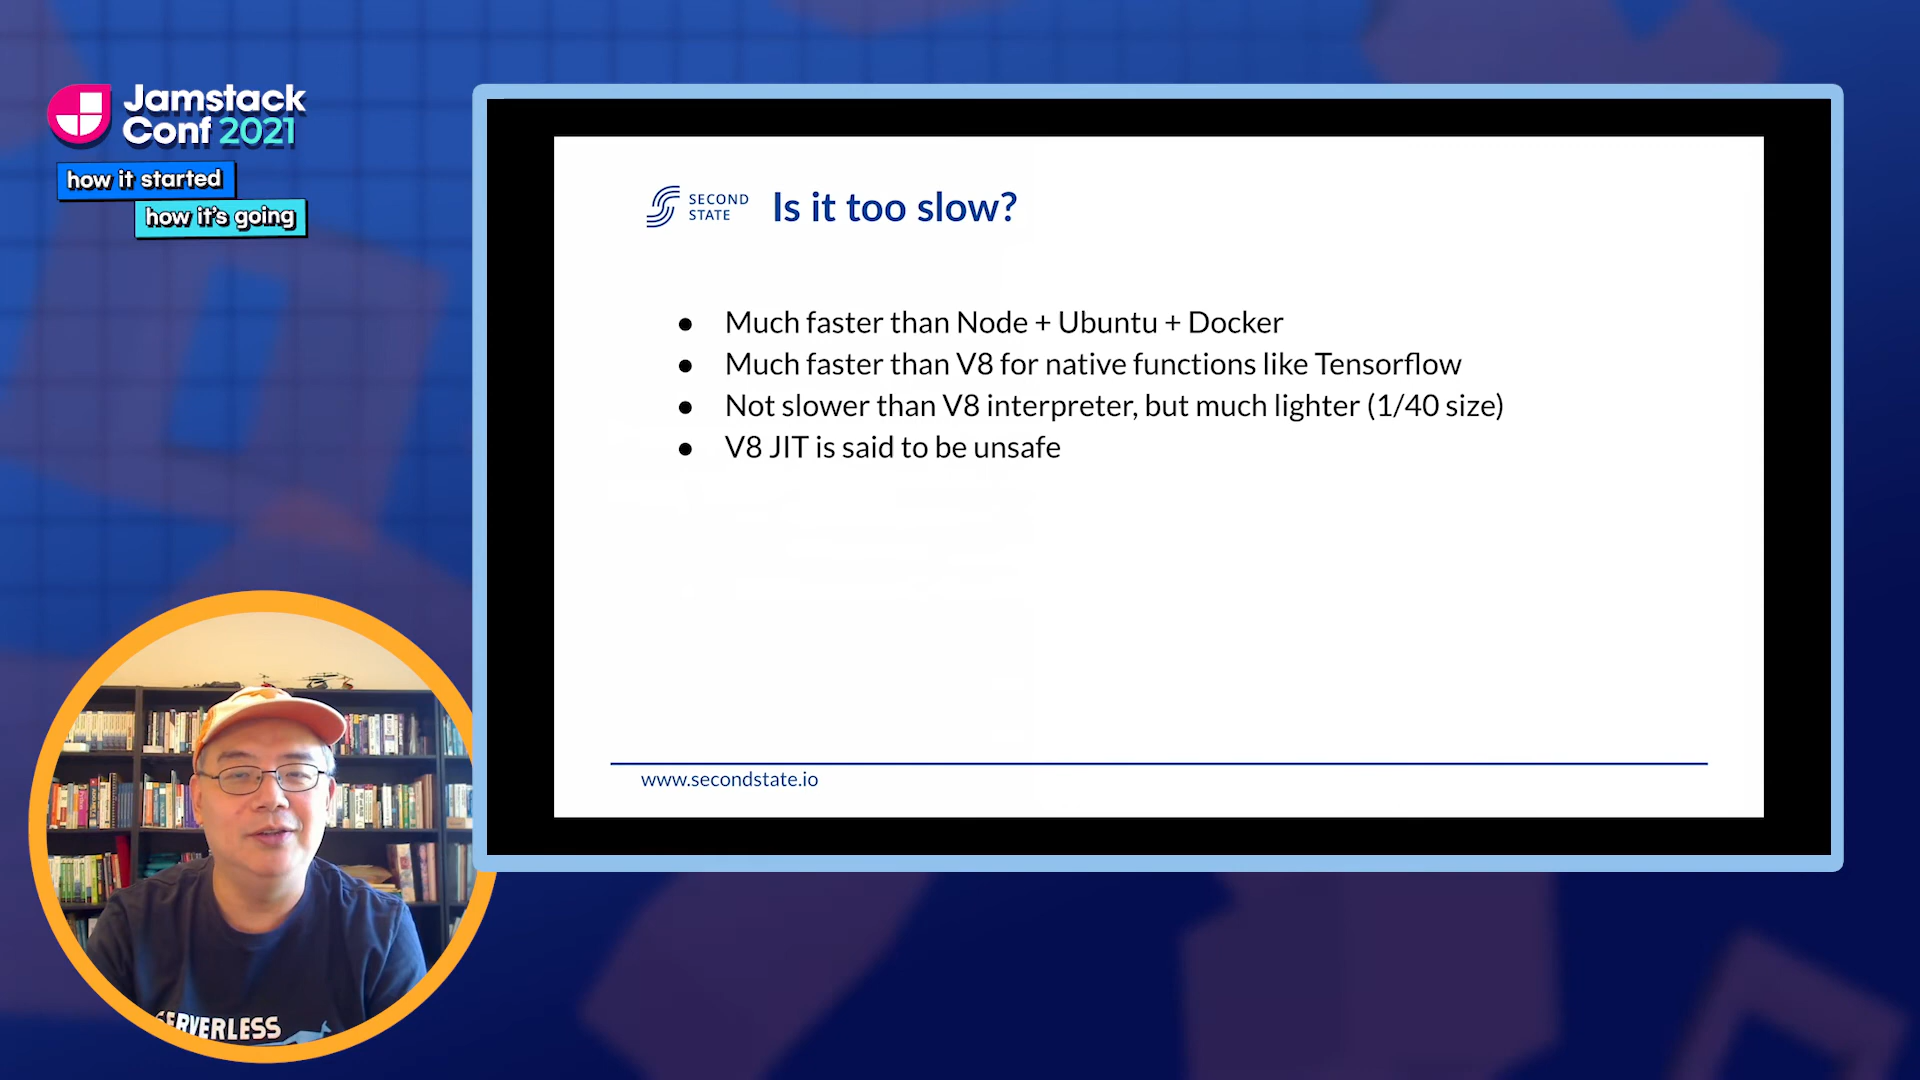 Jamstack
Conf 2021
how it started
how it's going
SECOND
STATE
Is it too slow?
● Much faster than Node + Ubuntu + Docker
● Much faster than V8 for native functions like Tensorflow
● Not slower than V8 interpreter, but much lighter (1/40 size)
● V8 JIT is said to be unsafe
www.secondstate.io
SERVERLESS